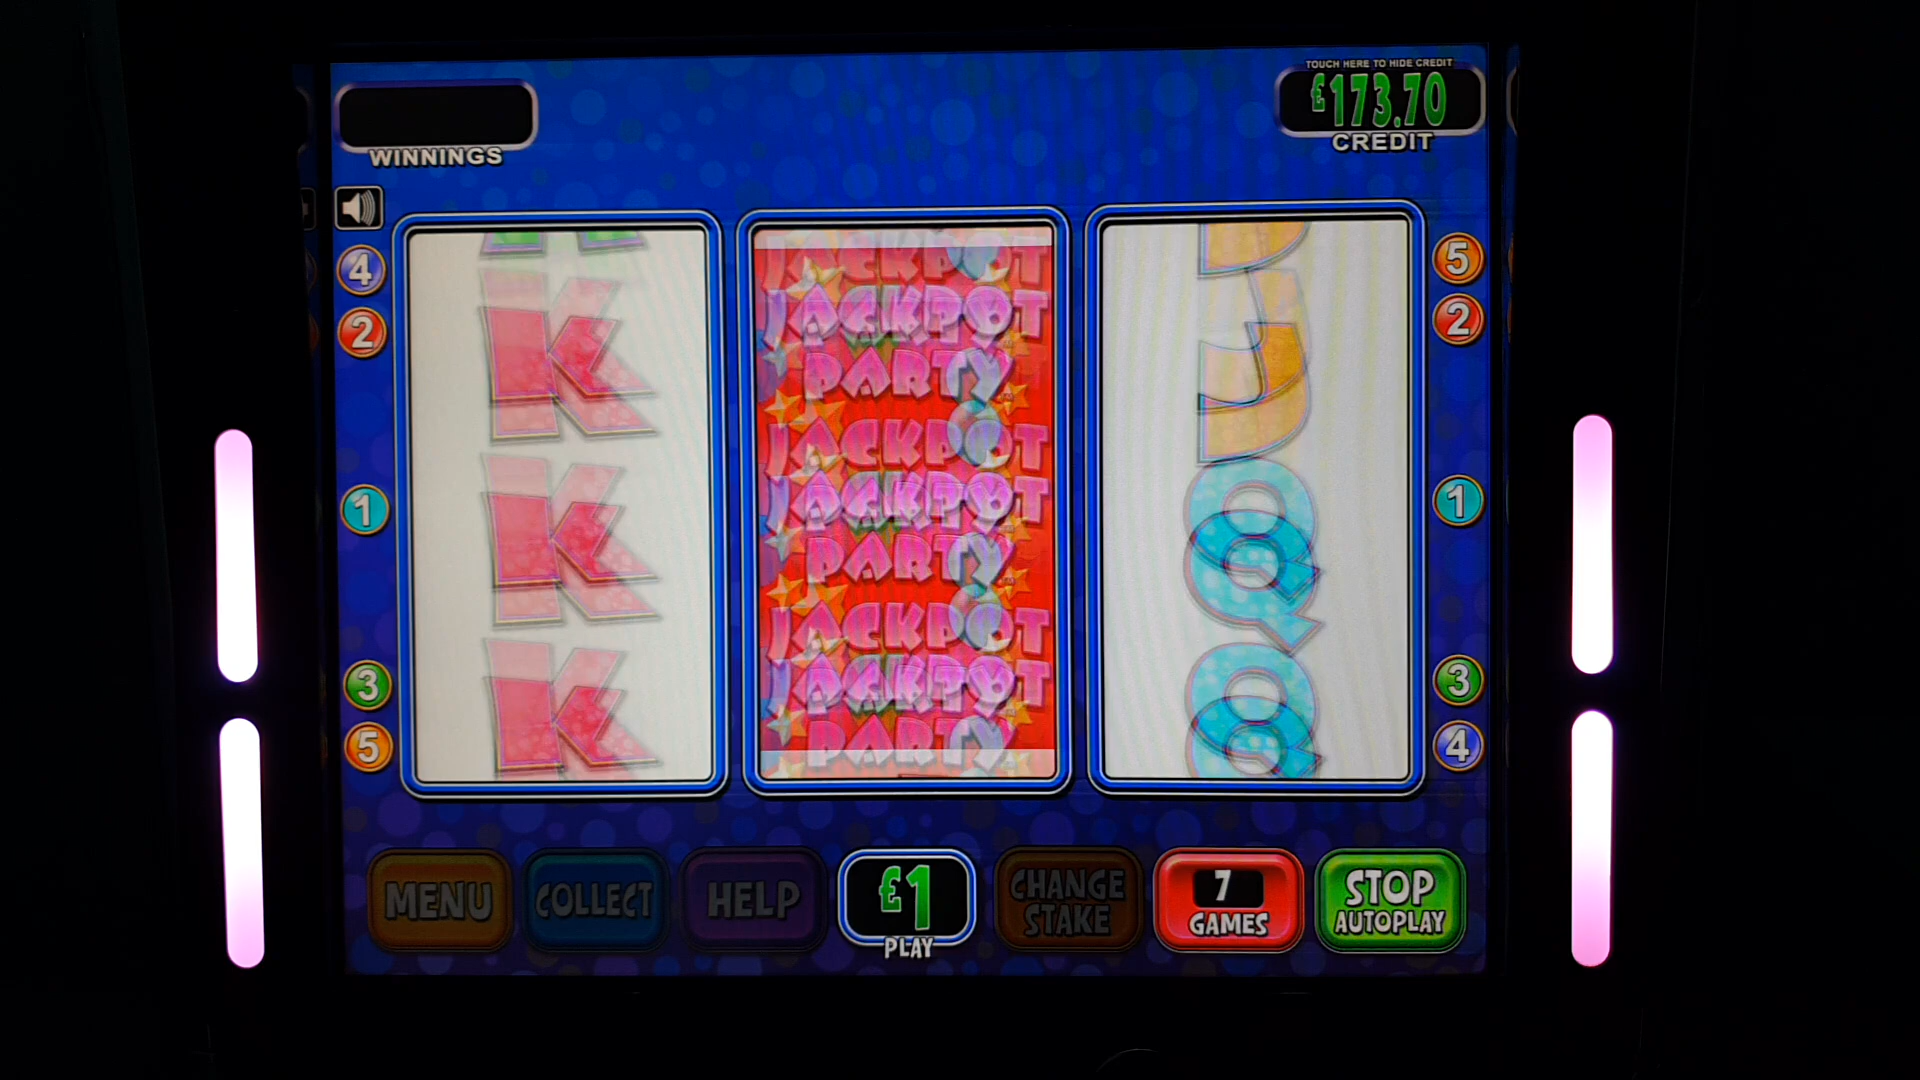 TOUCH HERE TO HIDE CREDIT
£173.70
CREDIT
WINNINGS
4
2
1
3
5
K
K
K
JACKPOT
JACKPOT
PARTY
JACKPOT
JACKPOT
PARTY
JACKPOT
JACKPOT
PARTY
J
Q
Q
5
2
1
3
4
MENU
COLLECT
HELP
£1
PLAY
CHANGE
STAKE
7
GAMES
STOP
AUTOPLAY